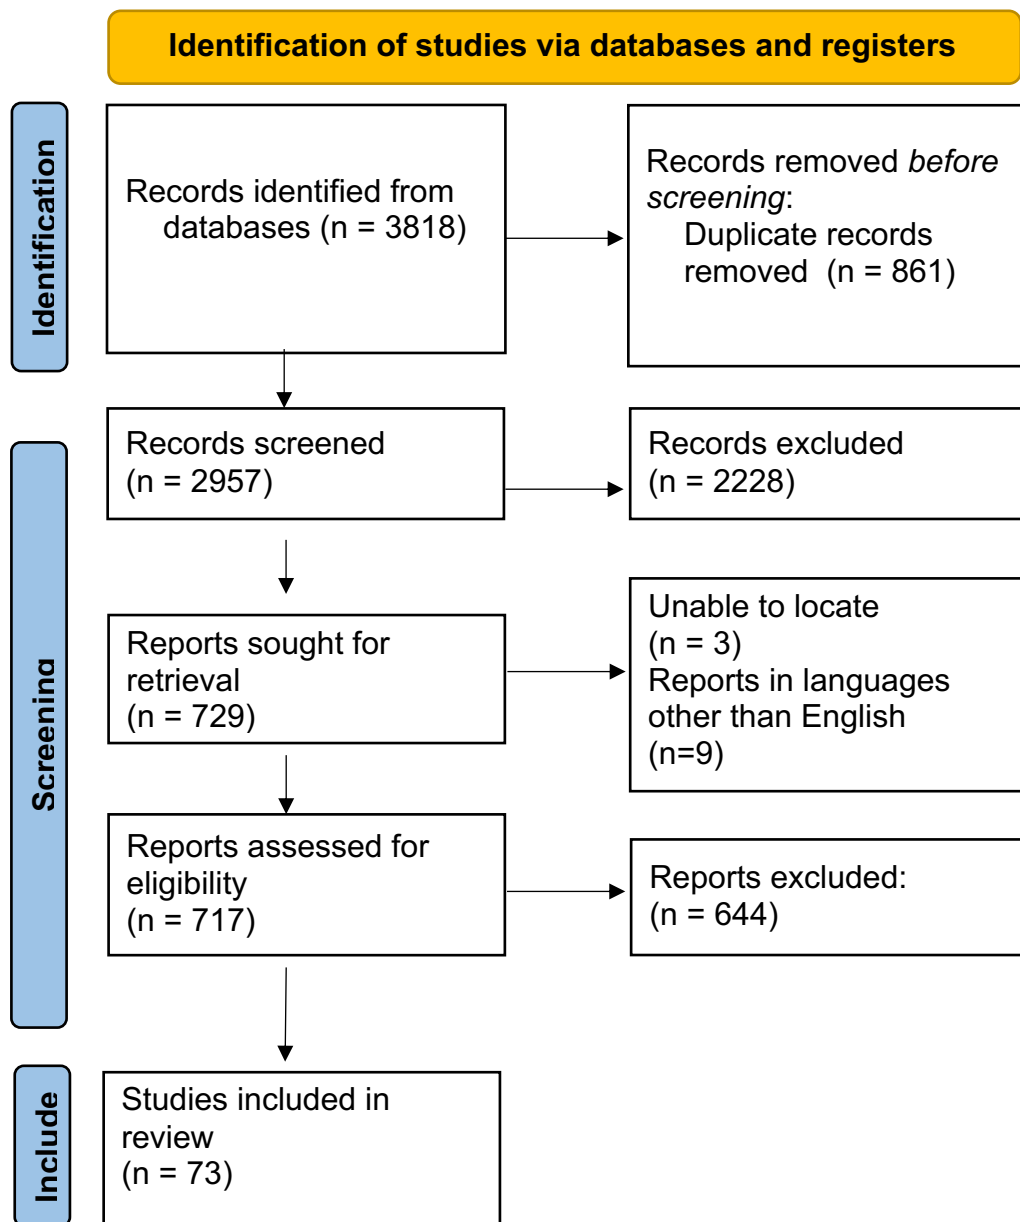 Identification of studies via databases and registers
Identification
Records identified from
databases (n = 3818)
Records removed before
screening:
Duplicate records
removed  (n = 861)
Screening
Records screened
(n = 2957)
Records excluded
(n = 2228)
Reports sought for
retrieval
(n = 729)
Unable to locate
(n = 3)
Reports in languages
other than English
(n=9)
Reports assessed for
eligibility
(n = 717)
Reports excluded:
(n = 644)
Include
Studies included in
review
(n = 73)